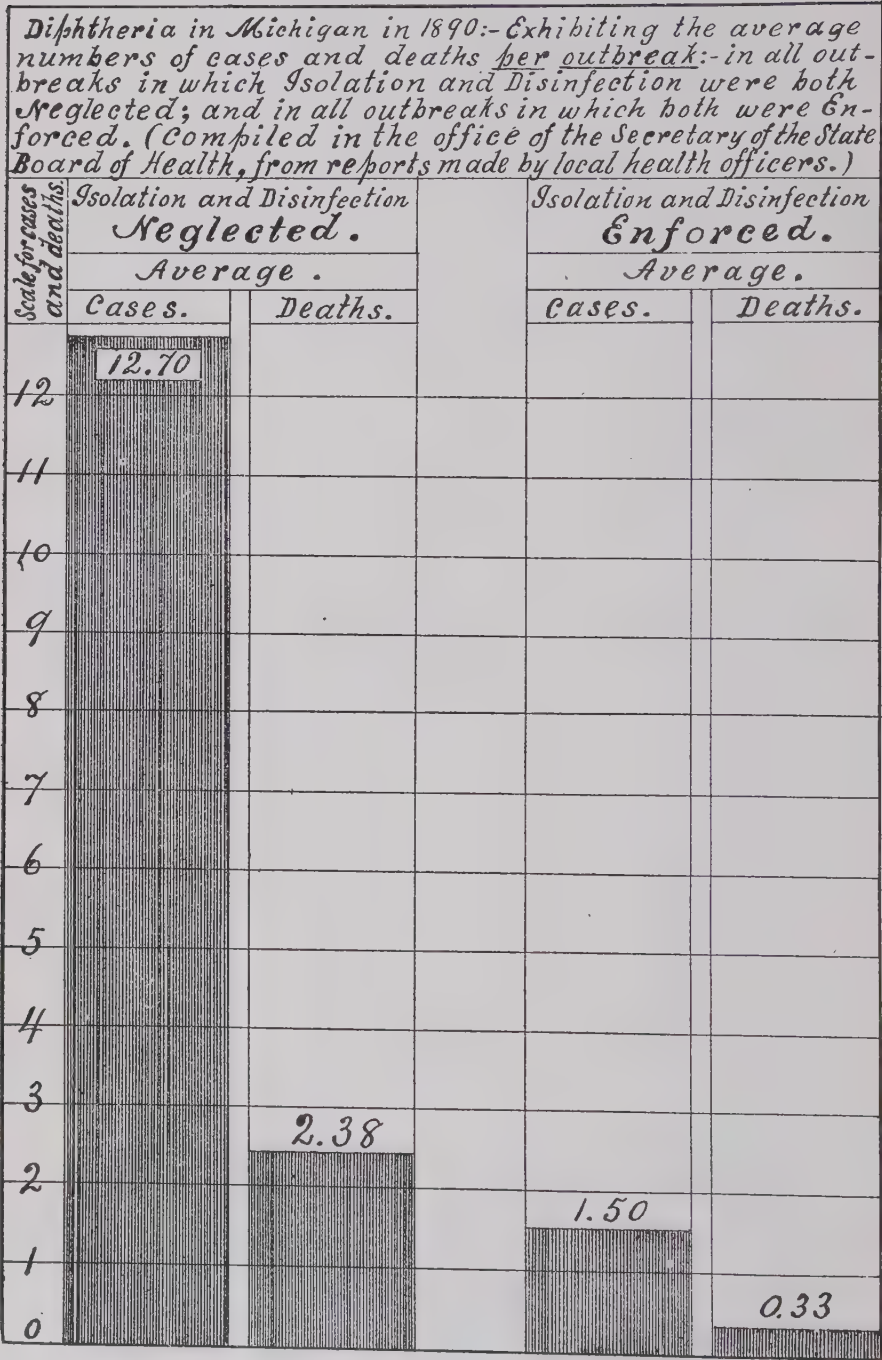 Diphtheria in Michigan in 1890:- Exhibiting the average
numbers of cases and deaths per outbreak:- in all out-
breaks in which Isolation and Disinfection were both
Neglected; and in all outbreaks in which both were En-
forced. (Compiled in the office of the Secretary of the State
Board of Health, from reports made by local health officers.)
Scale for cases
and deaths.
Isolation and Disinfection
Neglected.
Average.
Cases.
Deaths.
Isolation and Disinfection
Enforced.
Average.
Cases.
Deaths.
12.70
12
11
10
9
8
7
6
5
4
3
2.38
2
1.50
1
0.33
0